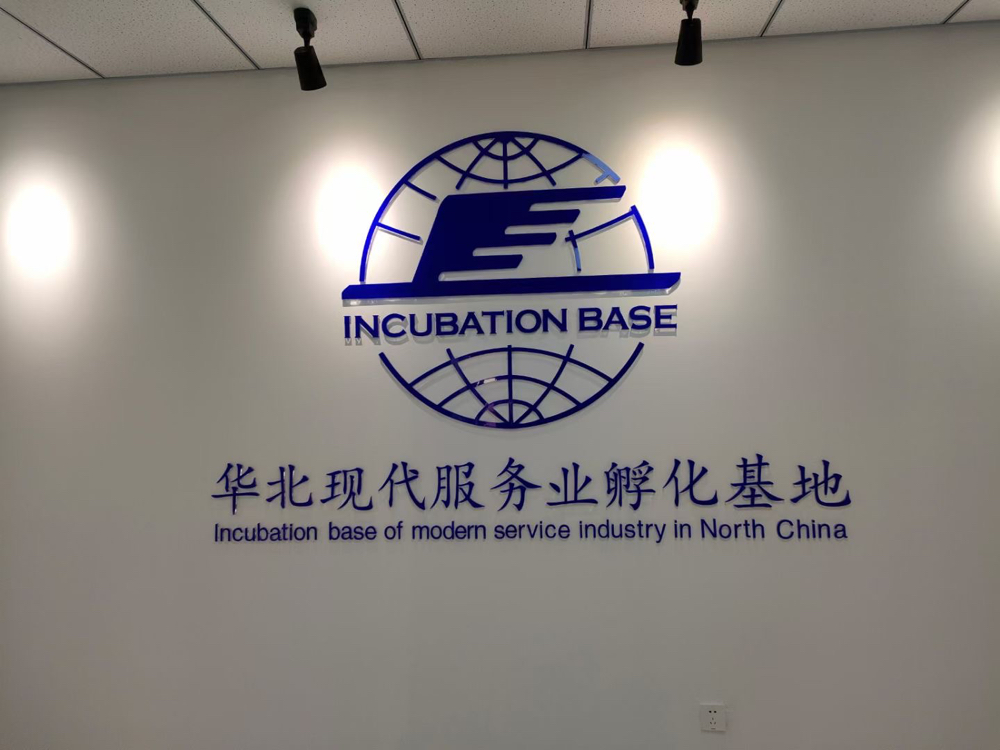 INCUBATION BASE
华北现代服务业孵化基地
Incubation base of modern service industry in North China